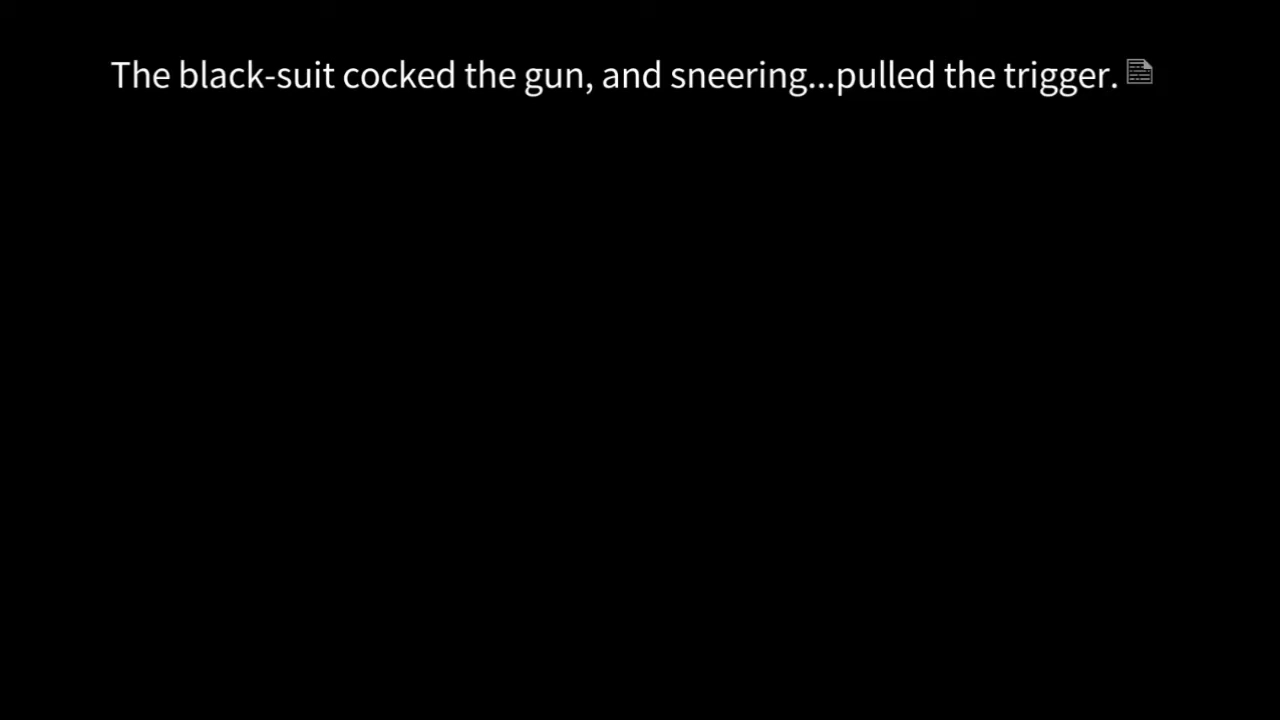 The black-suit cocked the gun, and sneering...pulled the trigger.